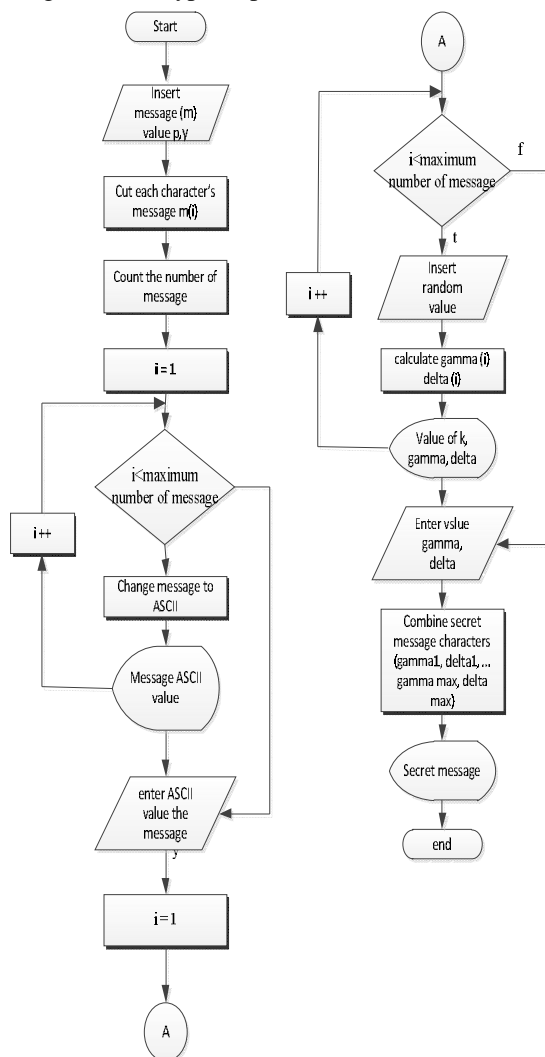 Start
Insert
message (m)
value p,y
Cut each character's
message m(i)
Count the number of
message
i=1
i<maximum
number of message
i++
Change message to
ASCII
Message ASCII
value
enter ASCII
value the
message
y
i=1
A
A
i<maximum
number of message
f
t
Insert
random
value
i ++
calculate gamma (i)
delta (i)
Value of k,
gamma, delta
Enter vslue
gamma,
delta
Combine secret
message characters
(gamma1, delta1, ...
gamma max, delta
max)
Secret message
end